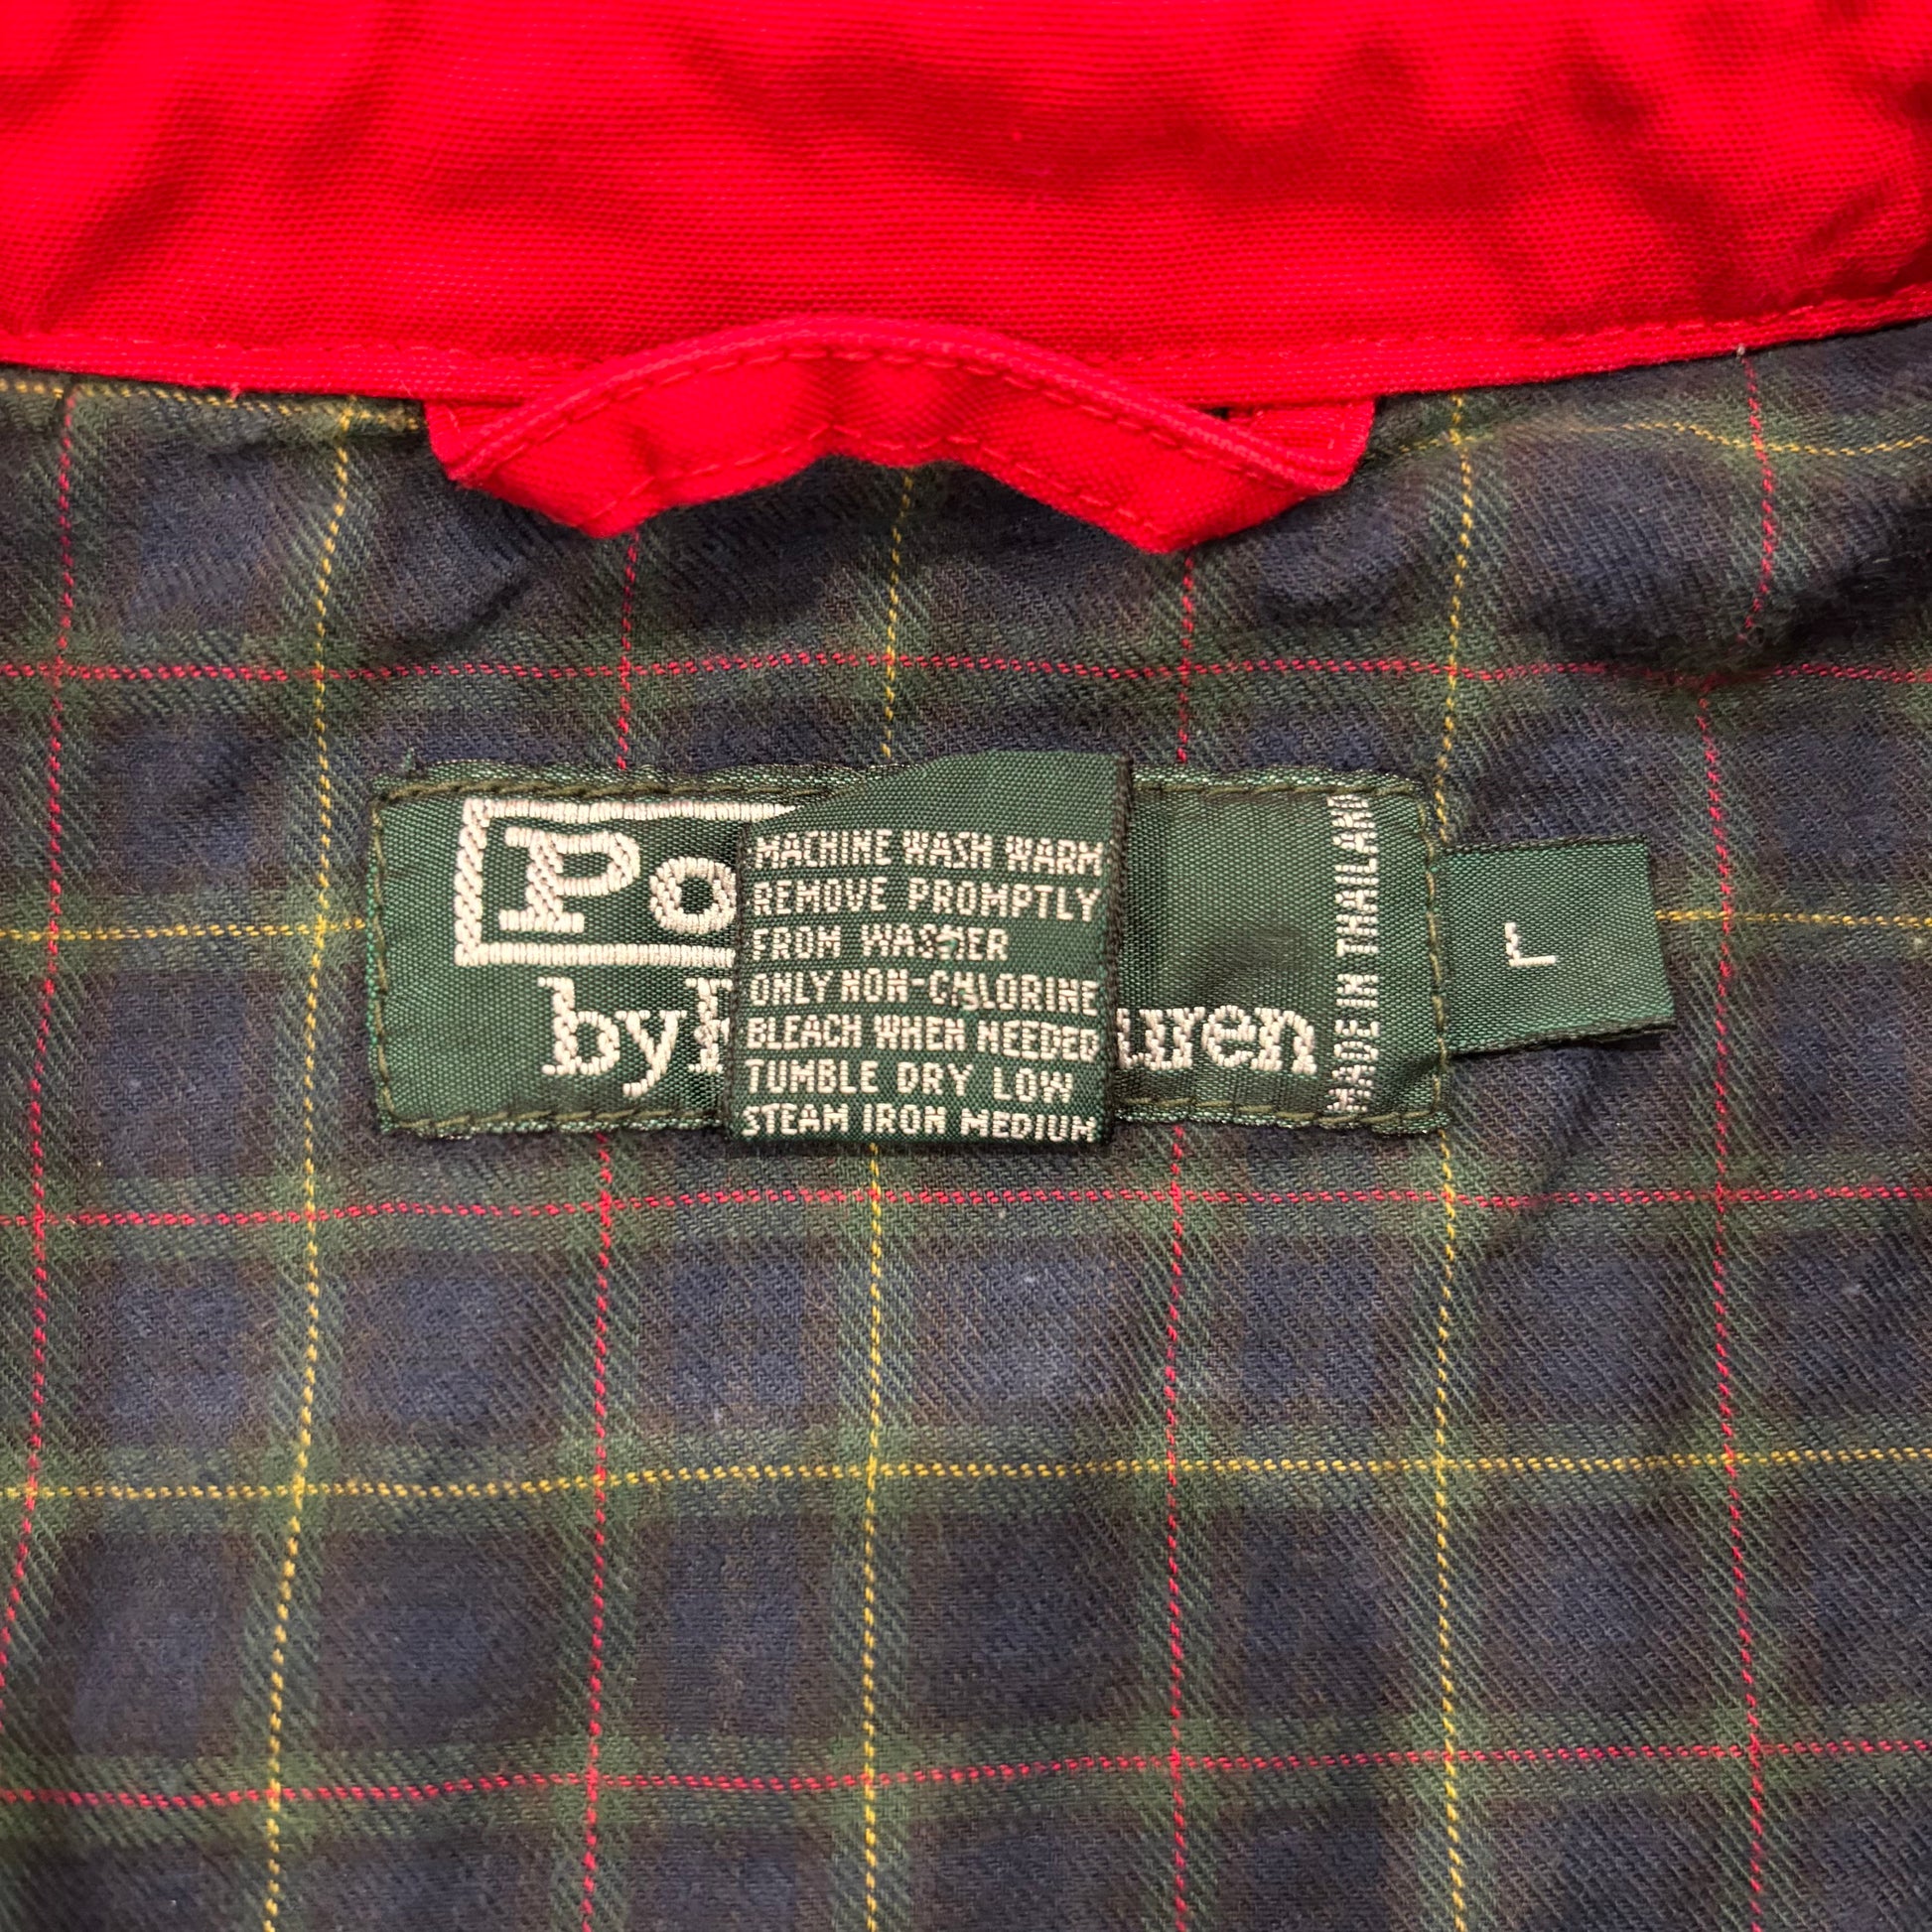 Po
by
uren
MACHINE WASH WARM
REMOVE PROMPTLY
FROM WASHER
ONLY NON-CHLORINE
BLEACH WHEN NEEDED
TUMBLE DRY LOW
STEAM IRON MEDIUM
MADE IN THAILAND
L